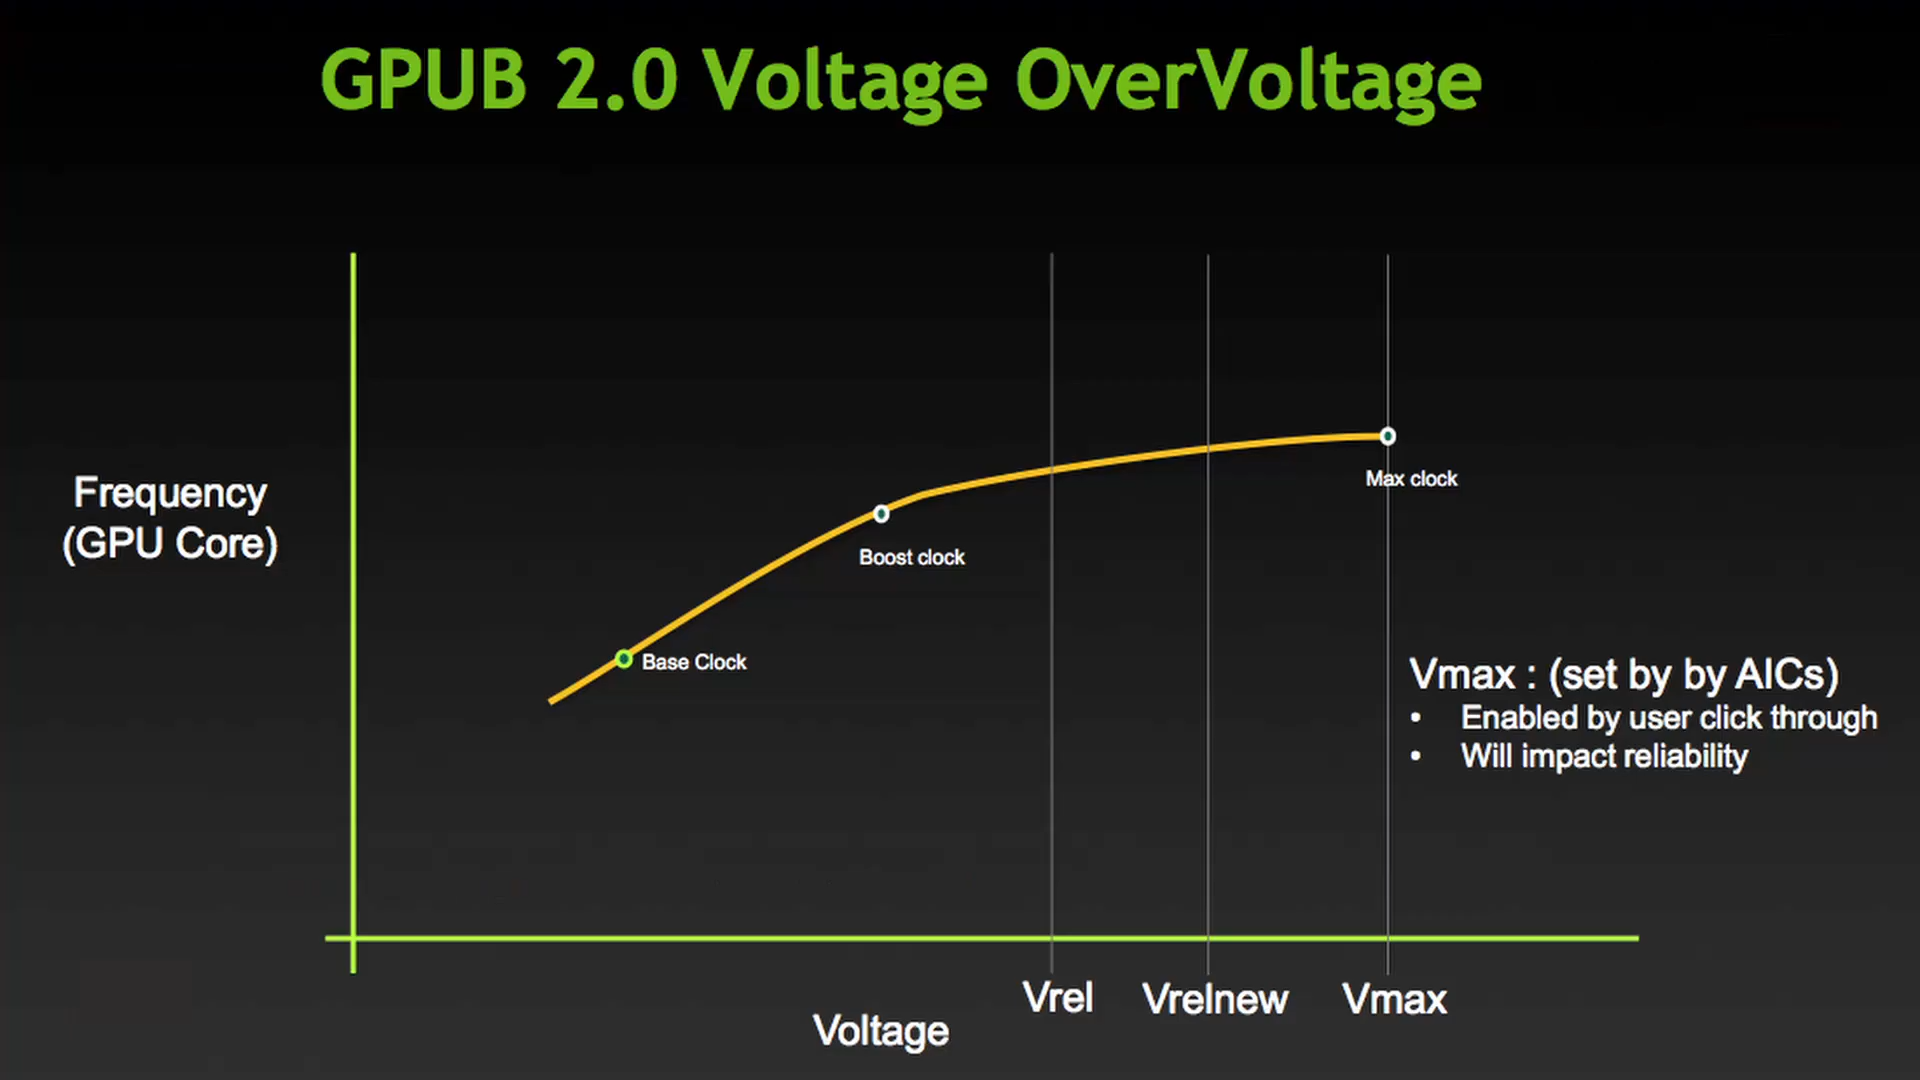 GPUB 2.0 Voltage OverVoltage
Frequency
(GPU Core)
Max clock
Boost clock
Base Clock
Vmax : (set by by AICs)
• Enabled by user click through
• Will impact reliability
Vrel
Vrelnew
Vmax
Voltage